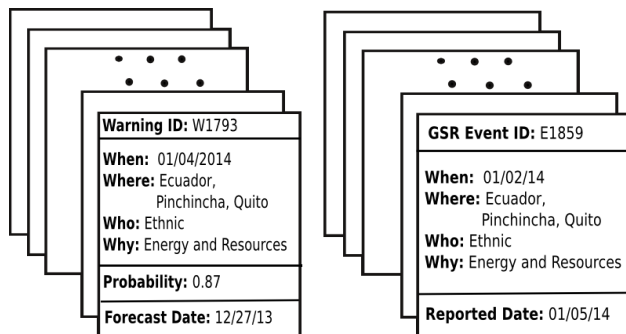 Warning ID: W1793
When: 01/04/2014
Where: Ecuador,
Pinchincha, Quito
Who: Ethnic
Why: Energy and Resources
Probability: 0.87
Forecast Date: 12/27/13
GSR Event ID: E1859
When: 01/02/14
Where: Ecuador,
Pinchincha, Quito
Who: Ethnic
Why: Energy and Resources
Reported Date: 01/05/14